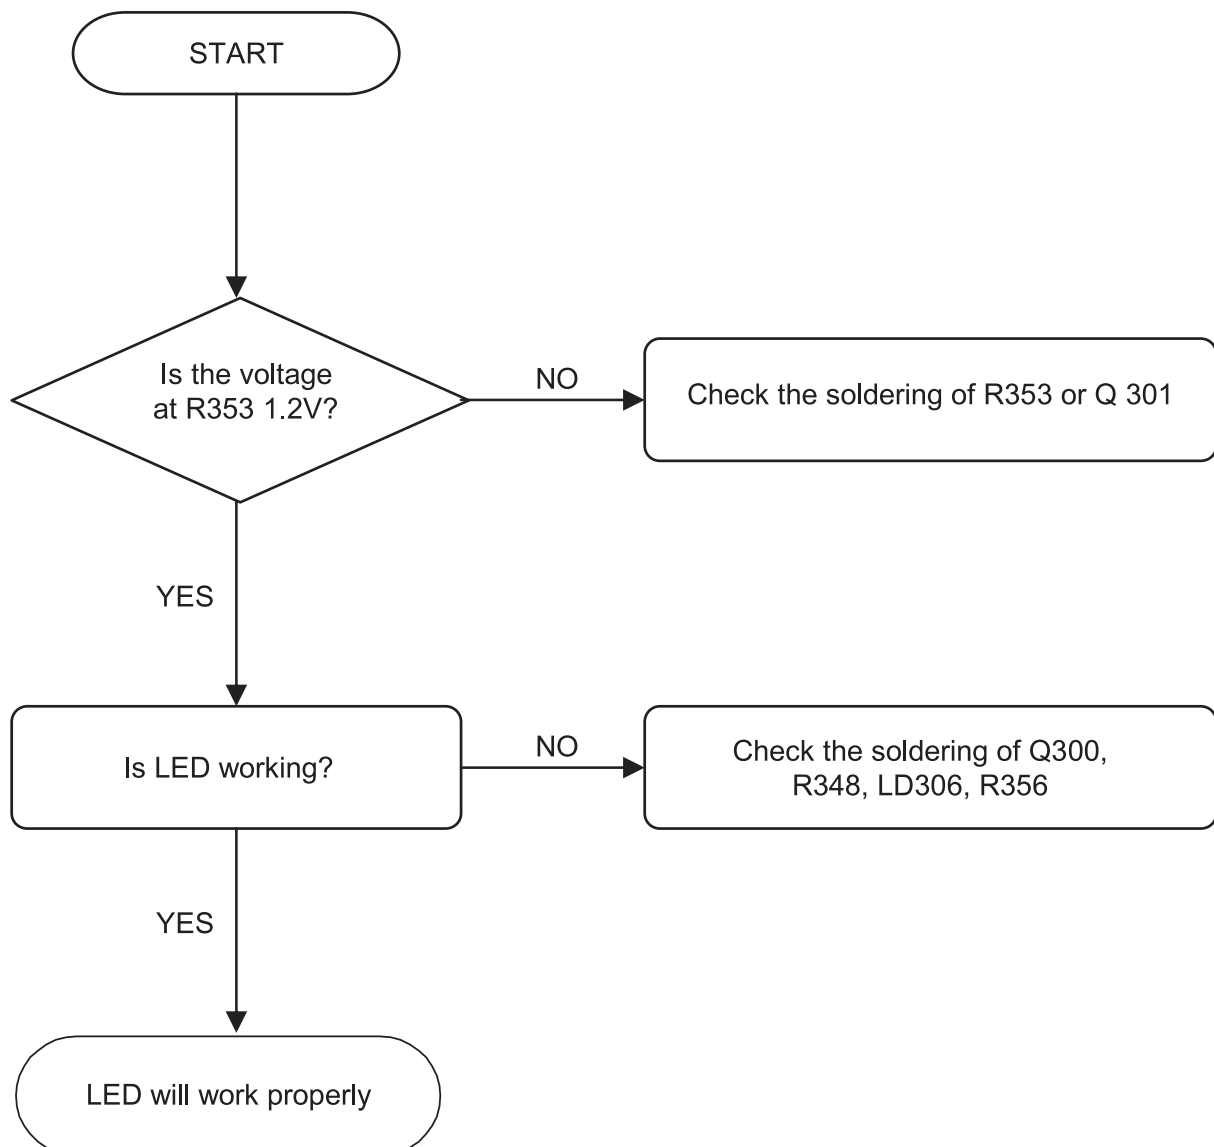 START
Is the voltage
at R353 1.2V?
NO
Check the soldering of R353 or Q 301
YES
Is LED working?
NO
Check the soldering of Q300,
R348, LD306, R356
YES
LED will work properly